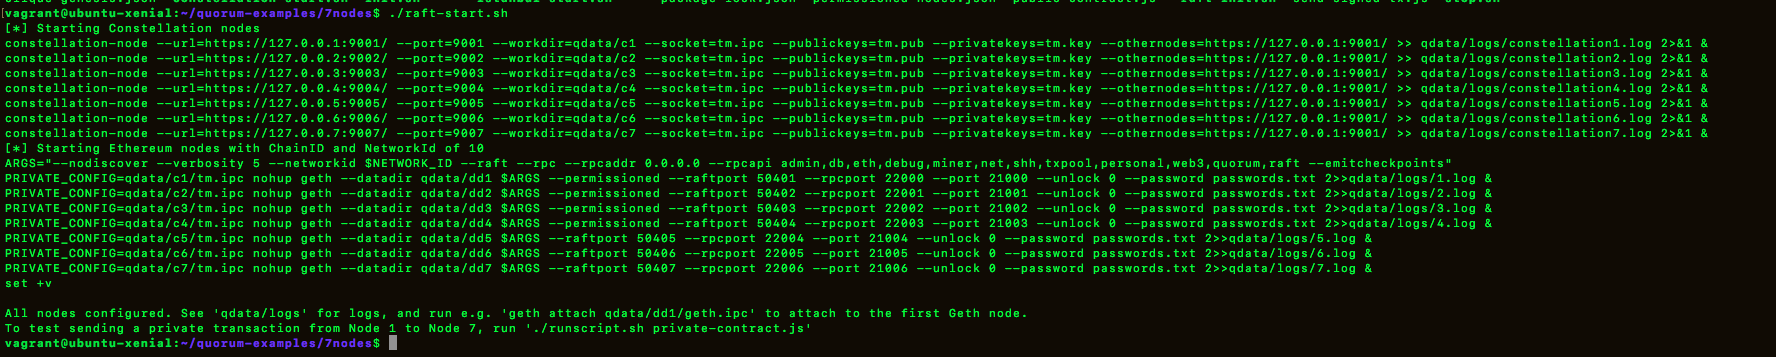 vagrant@ubuntu-xenial:~/quorum-examples/7nodes$ ./raft-start.sh
[*] Starting Constellation nodes
constellation-node --url=https://127.0.0.1:9001/ --port=9001 --workdir=qdata/c1 --socket=tm.ipc --publickeys=tm.pub --privatekeys=tm.key --othernodes=https://127.0.0.1:9001/ >> qdata/logs/constellation1.log 2>&1 &
constellation-node --url=https://127.0.0.2:9002/ --port=9002 --workdir=qdata/c2 --socket=tm.ipc --publickeys=tm.pub --privatekeys=tm.key --othernodes=https://127.0.0.1:9001/ >> qdata/logs/constellation2.log 2>&1 &
constellation-node --url=https://127.0.0.3:9003/ --port=9003 --workdir=qdata/c3 --socket=tm.ipc --publickeys=tm.pub --privatekeys=tm.key --othernodes=https://127.0.0.1:9001/ >> qdata/logs/constellation3.log 2>&1 &
constellation-node --url=https://127.0.0.4:9004/ --port=9004 --workdir=qdata/c4 --socket=tm.ipc --publickeys=tm.pub --privatekeys=tm.key --othernodes=https://127.0.0.1:9001/ >> qdata/logs/constellation4.log 2>&1 &
constellation-node --url=https://127.0.0.5:9005/ --port=9005 --workdir=qdata/c5 --socket=tm.ipc --publickeys=tm.pub --privatekeys=tm.key --othernodes=https://127.0.0.1:9001/ >> qdata/logs/constellation5.log 2>&1 &
constellation-node --url=https://127.0.0.6:9006/ --port=9006 --workdir=qdata/c6 --socket=tm.ipc --publickeys=tm.pub --privatekeys=tm.key --othernodes=https://127.0.0.1:9001/ >> qdata/logs/constellation6.log 2>&1 &
constellation-node --url=https://127.0.0.7:9007/ --port=9007 --workdir=qdata/c7 --socket=tm.ipc --publickeys=tm.pub --privatekeys=tm.key --othernodes=https://127.0.0.1:9001/ >> qdata/logs/constellation7.log 2>&1 &
[*] Starting Ethereum nodes with ChainID and NetworkId of 10
ARGS="--nodiscover --verbosity 5 --networkid $NETWORK_ID --raft --rpc --rpcaddr 0.0.0.0 --rpcapi admin,db,eth,debug,miner,net,shh,txpool,personal,web3,quorum,raft --emitcheckpoints"
PRIVATE_CONFIG=qdata/c1/tm.ipc nohup geth --datadir qdata/dd1 $ARGS --permissioned --raftport 50401 --rpcport 22000 --port 21000 --unlock 0 --password passwords.txt 2>>qdata/logs/1.log &
PRIVATE_CONFIG=qdata/c2/tm.ipc nohup geth --datadir qdata/dd2 $ARGS --permissioned --raftport 50402 --rpcport 22001 --port 21001 --unlock 0 --password passwords.txt 2>>qdata/logs/2.log &
PRIVATE_CONFIG=qdata/c3/tm.ipc nohup geth --datadir qdata/dd3 $ARGS --permissioned --raftport 50403 --rpcport 22002 --port 21002 --unlock 0 --password passwords.txt 2>>qdata/logs/3.log &
PRIVATE_CONFIG=qdata/c4/tm.ipc nohup geth --datadir qdata/dd4 $ARGS --permissioned --raftport 50404 --rpcport 22003 --port 21003 --unlock 0 --password passwords.txt 2>>qdata/logs/4.log &
PRIVATE_CONFIG=qdata/c5/tm.ipc nohup geth --datadir qdata/dd5 $ARGS --raftport 50405 --rpcport 22004 --port 21004 --unlock 0 --password passwords.txt 2>>qdata/logs/5.log &
PRIVATE_CONFIG=qdata/c6/tm.ipc nohup geth --datadir qdata/dd6 $ARGS --raftport 50406 --rpcport 22005 --port 21005 --unlock 0 --password passwords.txt 2>>qdata/logs/6.log &
PRIVATE_CONFIG=qdata/c7/tm.ipc nohup geth --datadir qdata/dd7 $ARGS --raftport 50407 --rpcport 22006 --port 21006 --unlock 0 --password passwords.txt 2>>qdata/logs/7.log &
set +v
All nodes configured. See 'qdata/logs' for logs, and run e.g. 'geth attach qdata/dd1/geth.ipc' to attach to the first Geth node.
To test sending a private transaction from Node 1 to Node 7, run './runscript.sh private-contract.js'
vagrant@ubuntu-xenial:~/quorum-examples/7nodes$